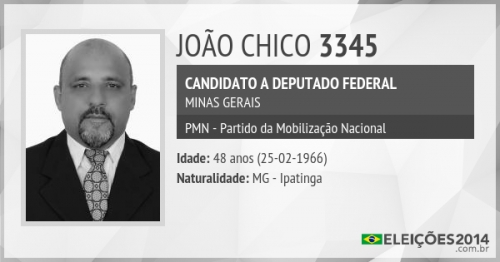 JOÃO CHICO 3345
CANDIDATO A DEPUTADO FEDERAL
MINAS GERAIS
PMN - Partido da Mobilização Nacional
Idade: 48 anos (25-02-1966)
Naturalidade: MG - Ipatinga
ELEIÇÕES2014
.com.br